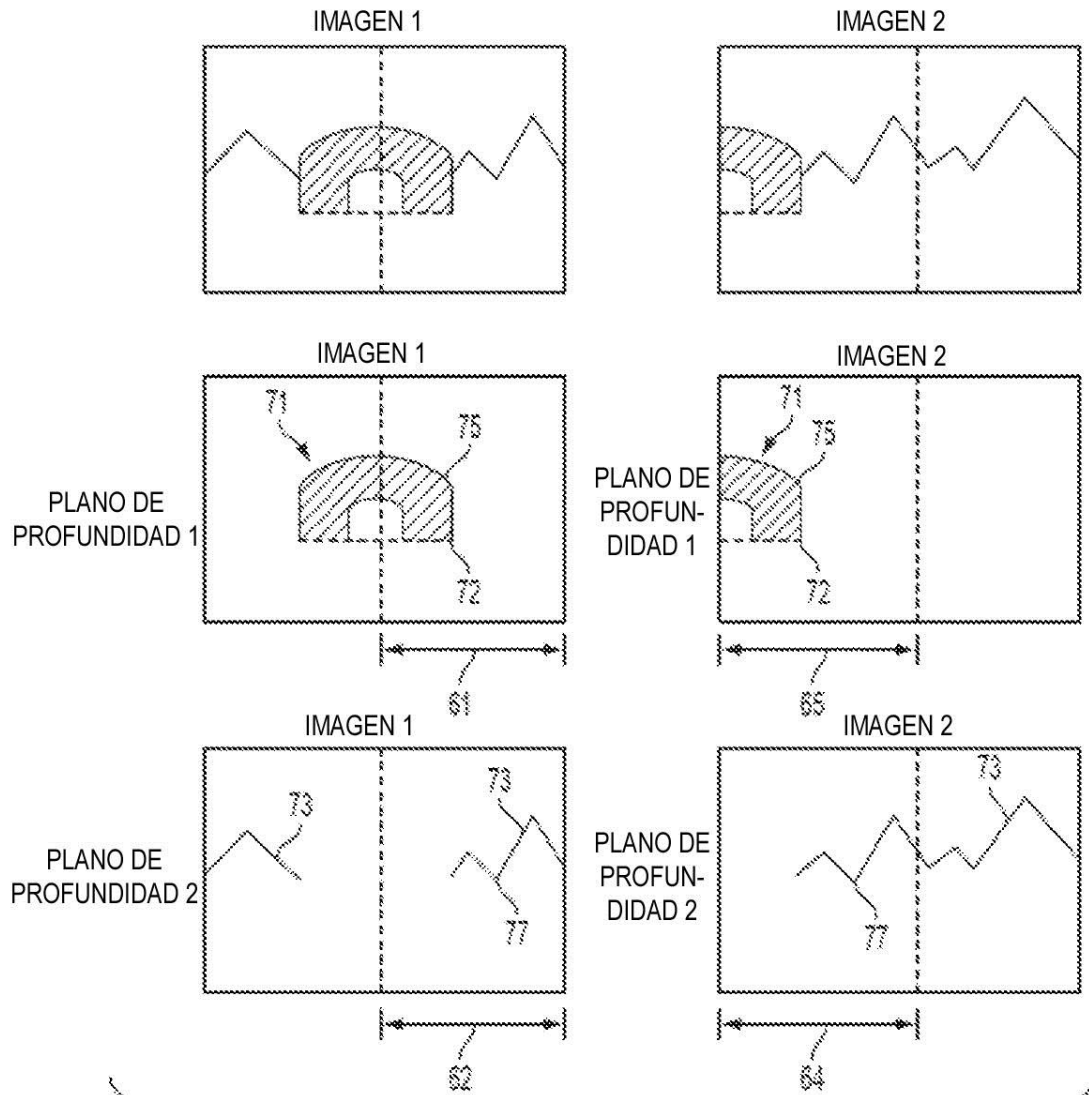 IMAGEN 1
IMAGEN 2
IMAGEN 1
IMAGEN 2
71
75
71
75
PLANO DE
PROFUNDIDAD 1
PLANO DE
PROFUN-
DIDAD 1
72
72
61
65
IMAGEN 1
IMAGEN 2
73
73
73
PLANO DE
PROFUNDIDAD 2
PLANO DE
PROFUN-
DIDAD 2
77
77
62
64